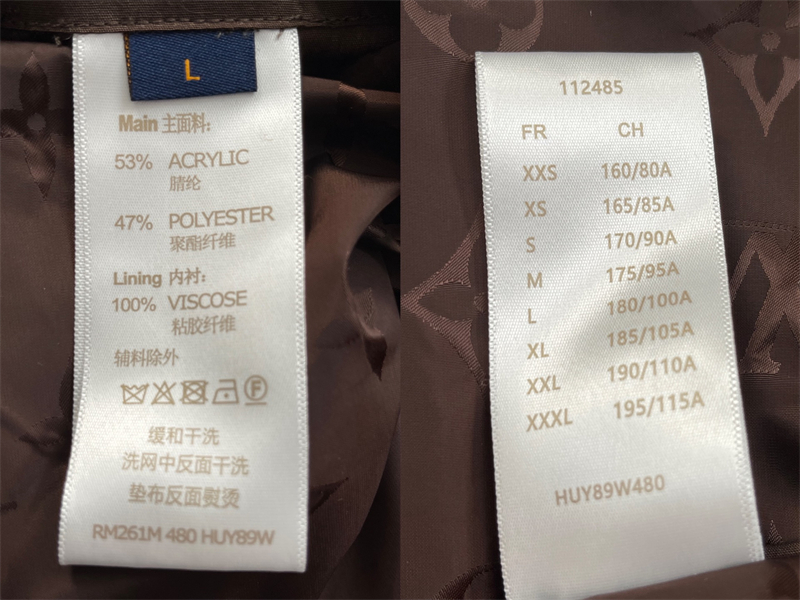 L
Main 主面料:
53% ACRYLIC
腈纶
47% POLYESTER
聚酯纤维
Lining 内衬:
100% VISCOSE
粘胶纤维
辅料除外
F
缓和干洗
洗网中反面干洗
垫布反面熨烫
RM261M 480 HUY89W
112485
FR CH
XXS 160/80A
XS 165/85A
S 170/90A
M 175/95A
L 180/100A
XL 185/105A
XXL 190/110A
XXXL 195/115A
HUY89W480